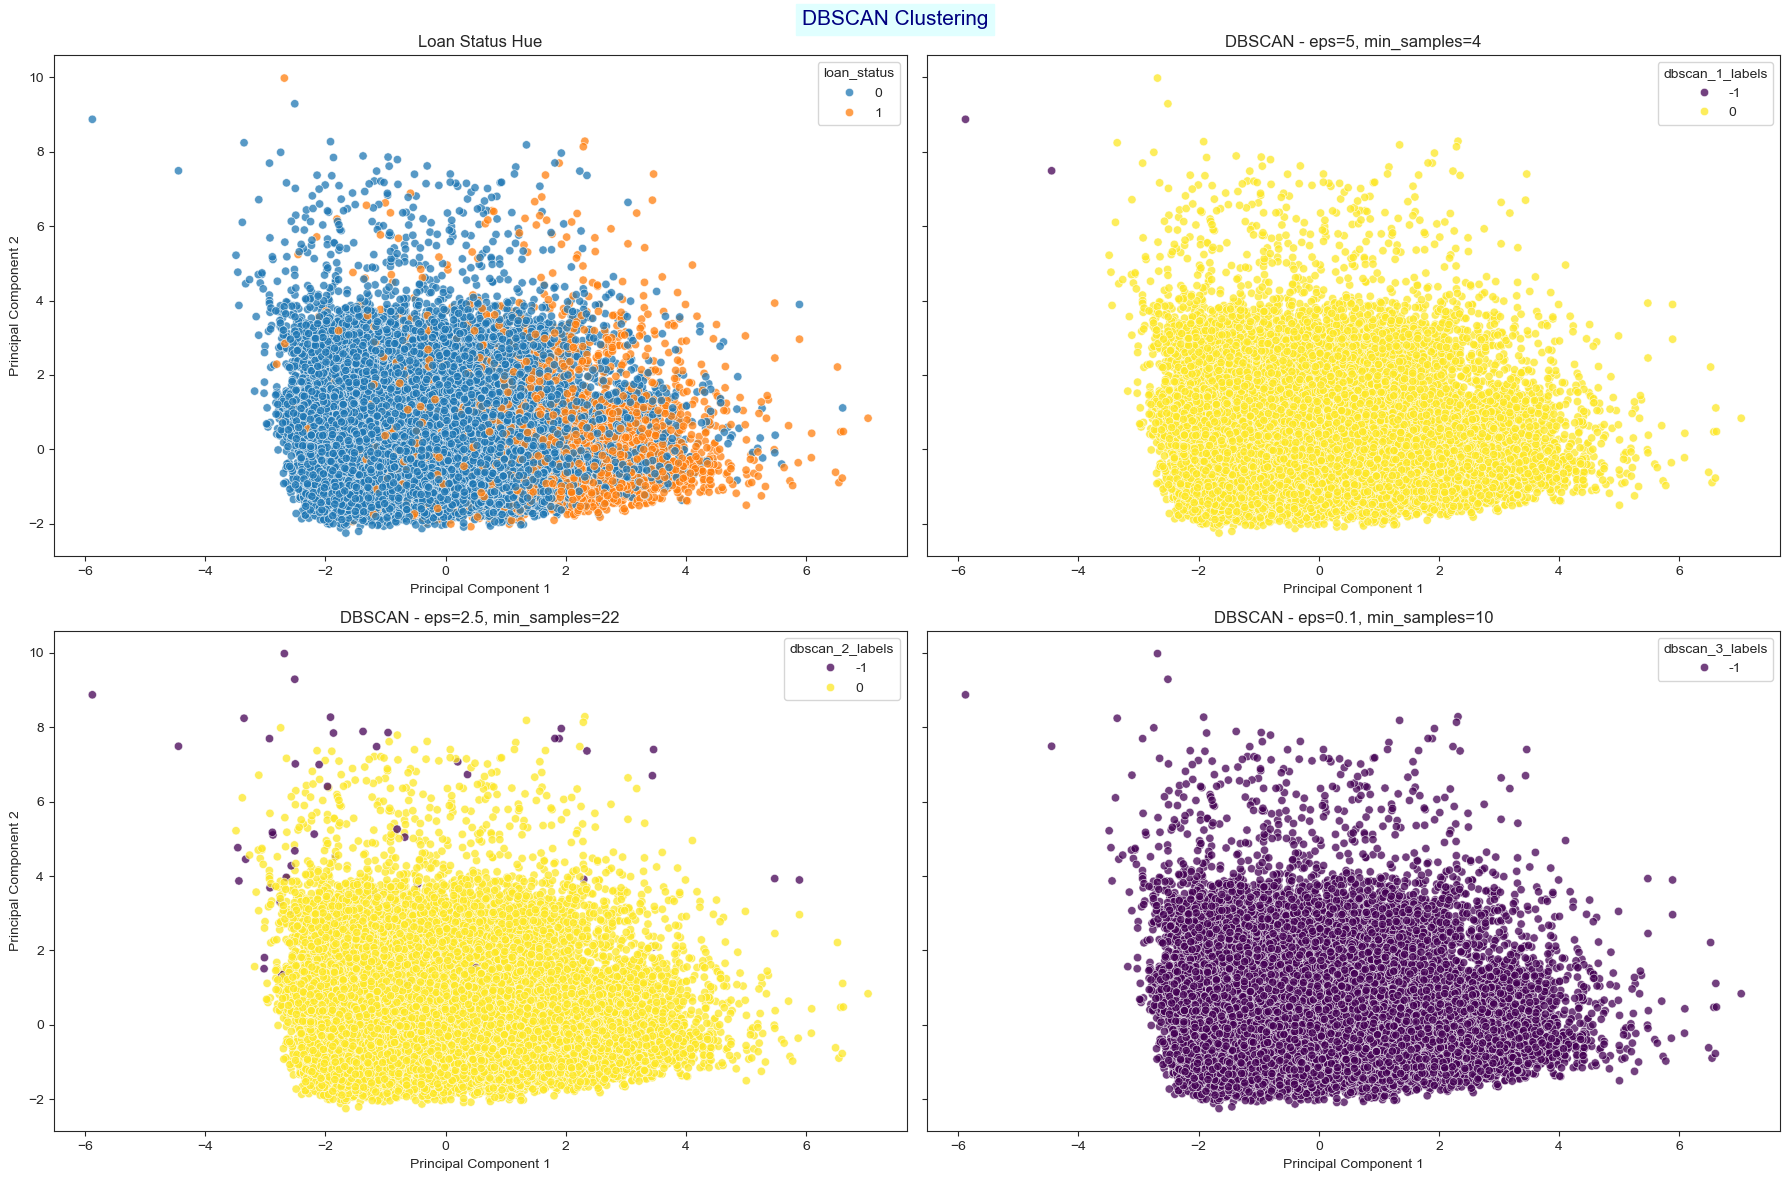 DBSCAN Clustering
Loan Status Hue
loan_status
0
1
10
8
6
4
2
0
−2
Principal Component 2
−6 −4 −2 0 2 4 6
Principal Component 1
DBSCAN - eps=5, min_samples=4
dbscan_1_labels
-1
0
−6 −4 −2 0 2 4 6
Principal Component 1
DBSCAN - eps=2.5, min_samples=22
dbscan_2_labels
-1
0
10
8
6
4
2
0
−2
Principal Component 2
−6 −4 −2 0 2 4 6
Principal Component 1
DBSCAN - eps=0.1, min_samples=10
dbscan_3_labels
-1
−6 −4 −2 0 2 4 6
Principal Component 1